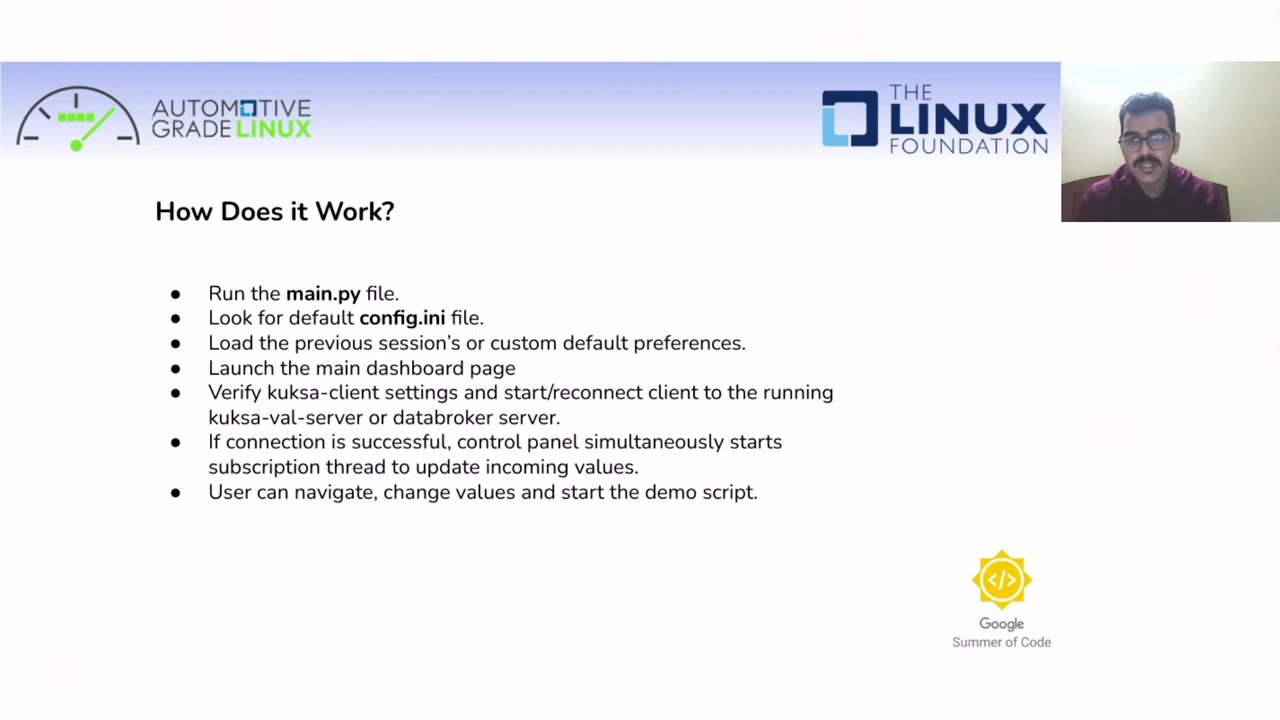 AUTOMOTIVE
GRADE LINUX
THE
LINUX
FOUNDATION
How Does it Work?
● Run the main.py file.
● Look for default config.ini file.
● Load the previous session's or custom default preferences.
● Launch the main dashboard page
● Verify kuksa-client settings and start/reconnect client to the running
kuksa-val-server or databroker server.
● If connection is successful, control panel simultaneously starts
subscription thread to update incoming values.
● User can navigate, change values and start the demo script.
</>
Google
Summer of Code